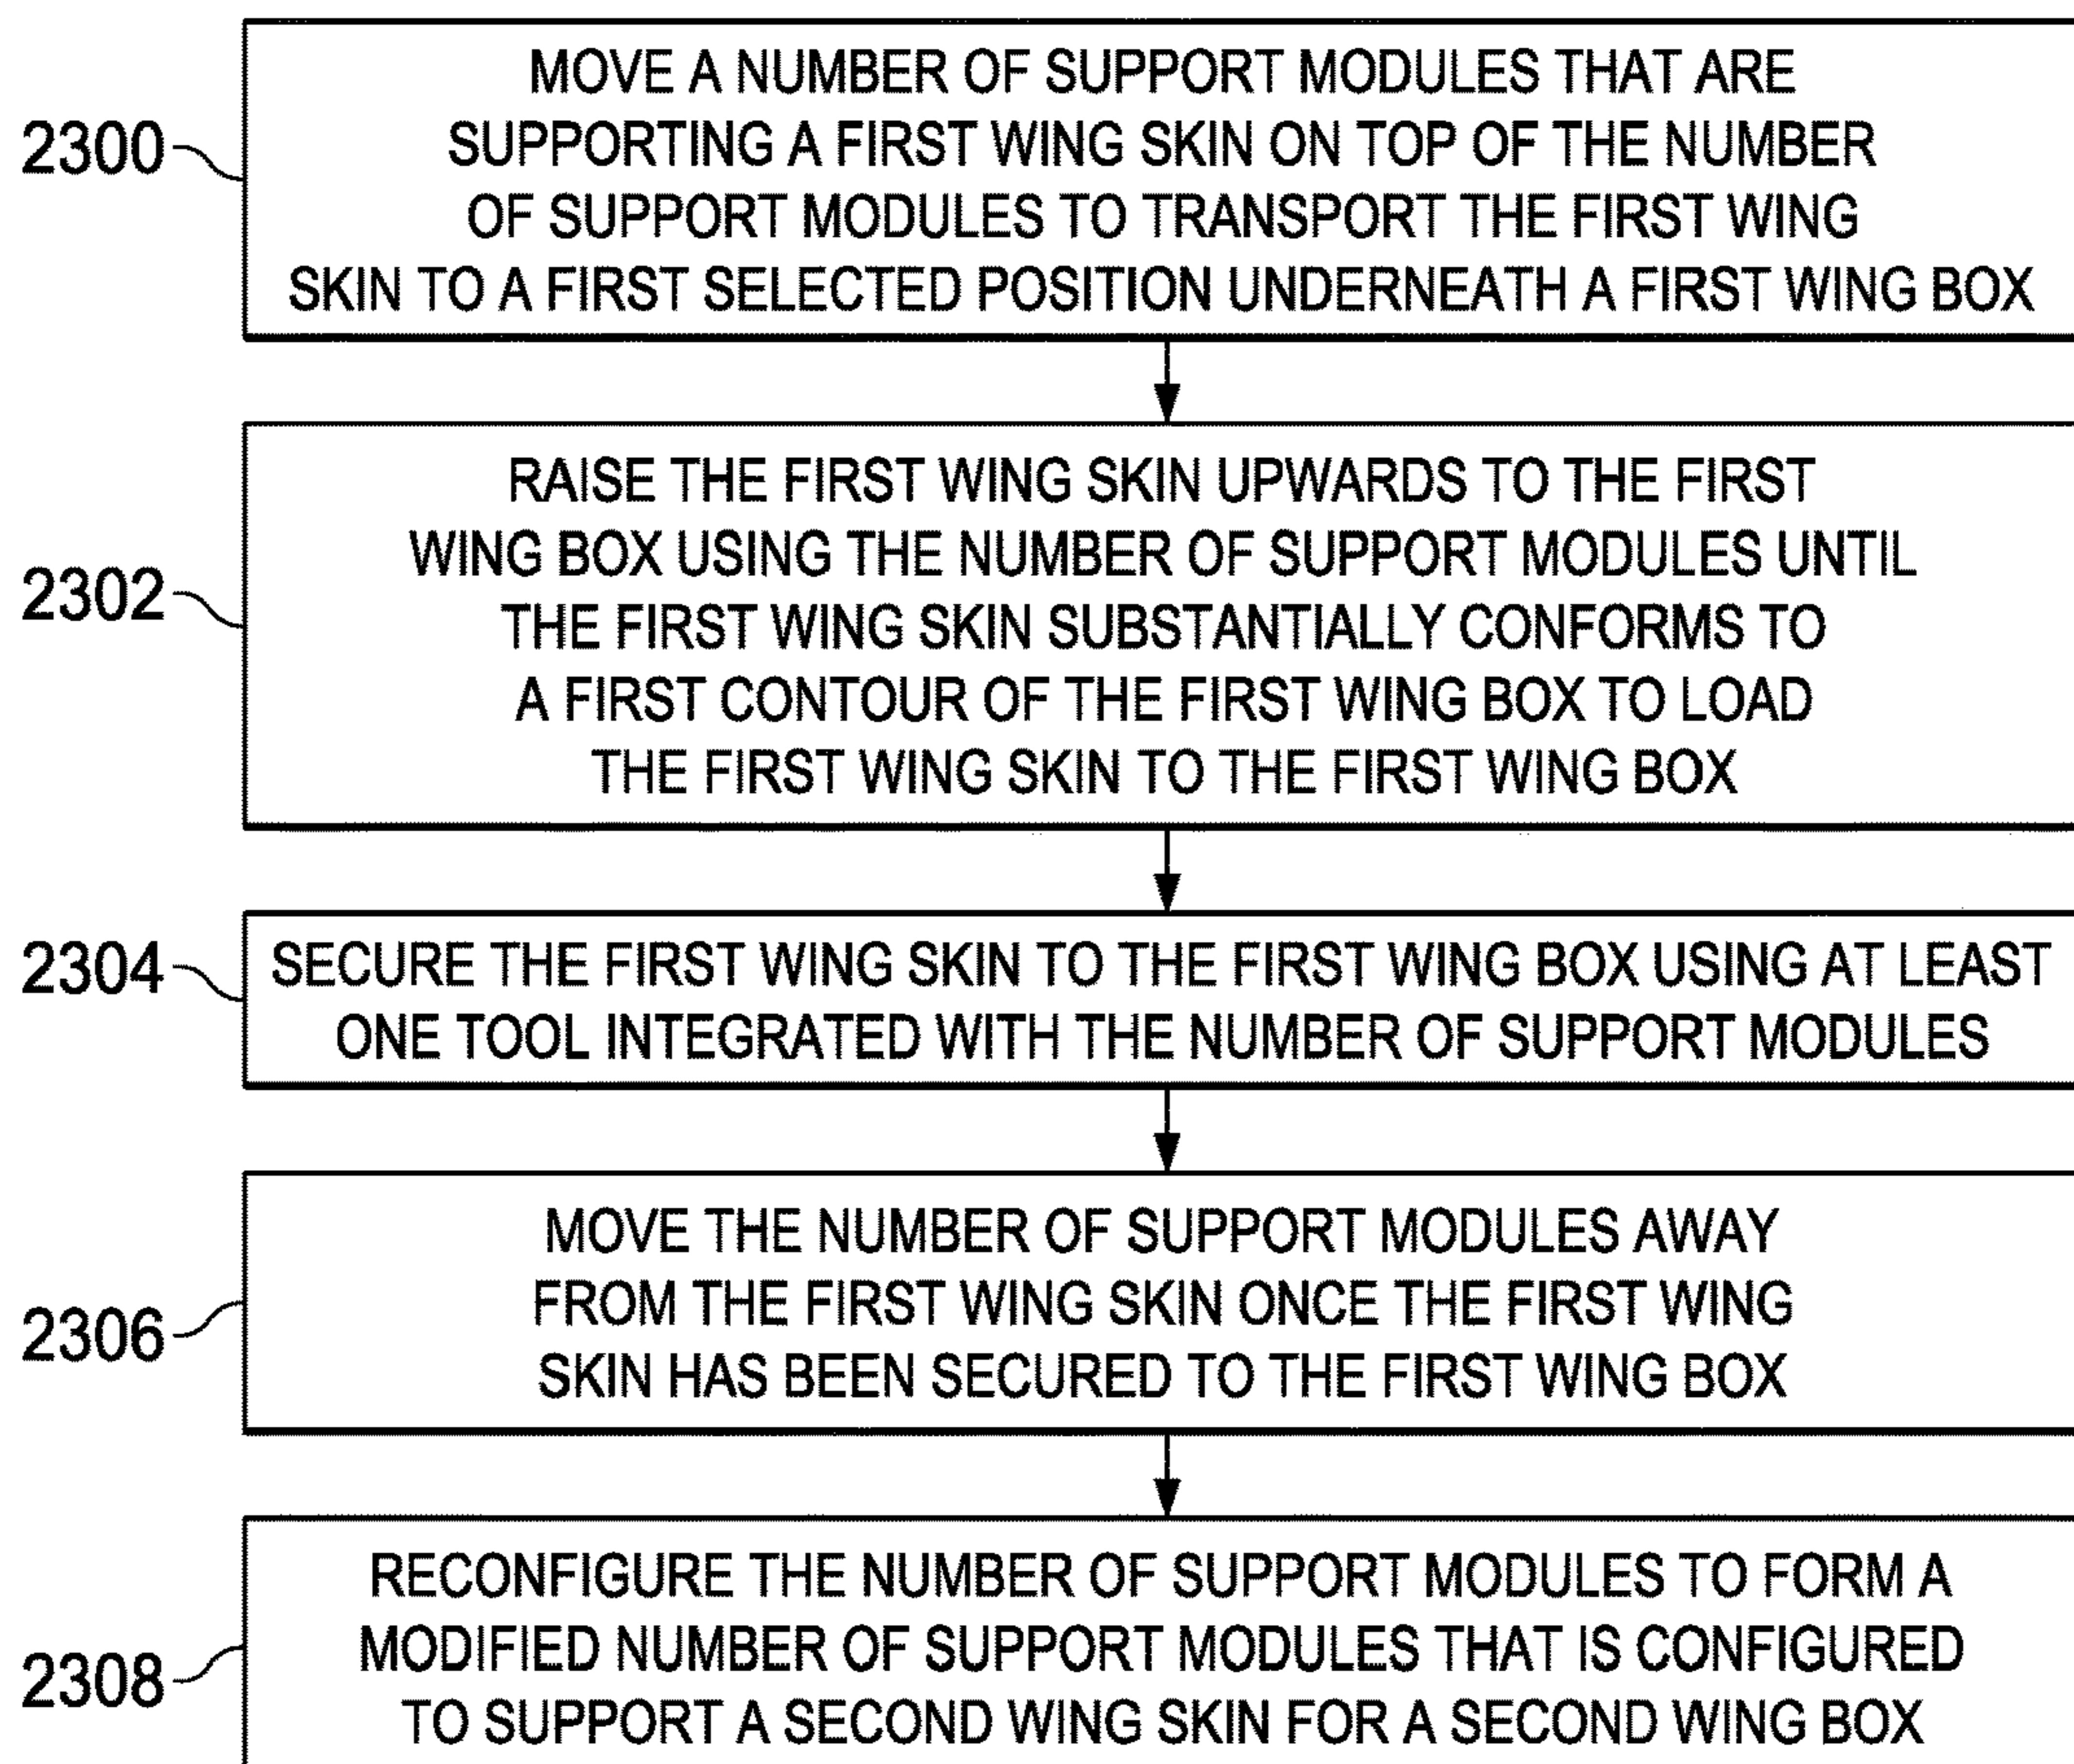 2300
MOVE A NUMBER OF SUPPORT MODULES THAT ARE
SUPPORTING A FIRST WING SKIN ON TOP OF THE NUMBER
OF SUPPORT MODULES TO TRANSPORT THE FIRST WING
SKIN TO A FIRST SELECTED POSITION UNDERNEATH A FIRST WING BOX
2302
RAISE THE FIRST WING SKIN UPWARDS TO THE FIRST
WING BOX USING THE NUMBER OF SUPPORT MODULES UNTIL
THE FIRST WING SKIN SUBSTANTIALLY CONFORMS TO
A FIRST CONTOUR OF THE FIRST WING BOX TO LOAD
THE FIRST WING SKIN TO THE FIRST WING BOX
2304
SECURE THE FIRST WING SKIN TO THE FIRST WING BOX USING AT LEAST
ONE TOOL INTEGRATED WITH THE NUMBER OF SUPPORT MODULES
2306
MOVE THE NUMBER OF SUPPORT MODULES AWAY
FROM THE FIRST WING SKIN ONCE THE FIRST WING
SKIN HAS BEEN SECURED TO THE FIRST WING BOX
2308
RECONFIGURE THE NUMBER OF SUPPORT MODULES TO FORM A
MODIFIED NUMBER OF SUPPORT MODULES THAT IS CONFIGURED
TO SUPPORT A SECOND WING SKIN FOR A SECOND WING BOX